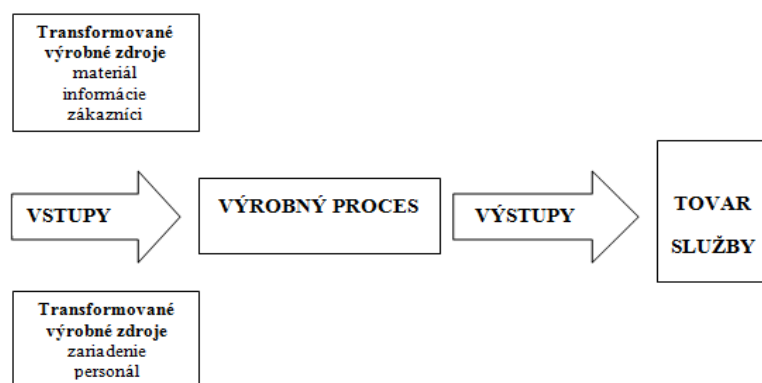 Transformované
výrobné zdroje
materiál
informácie
zákazníci
VSTUPY
VÝROBNÝ PROCES
VÝSTUPY
TOVAR
SLUŽBY
Transformované
výrobné zdroje
zariadenie
personál